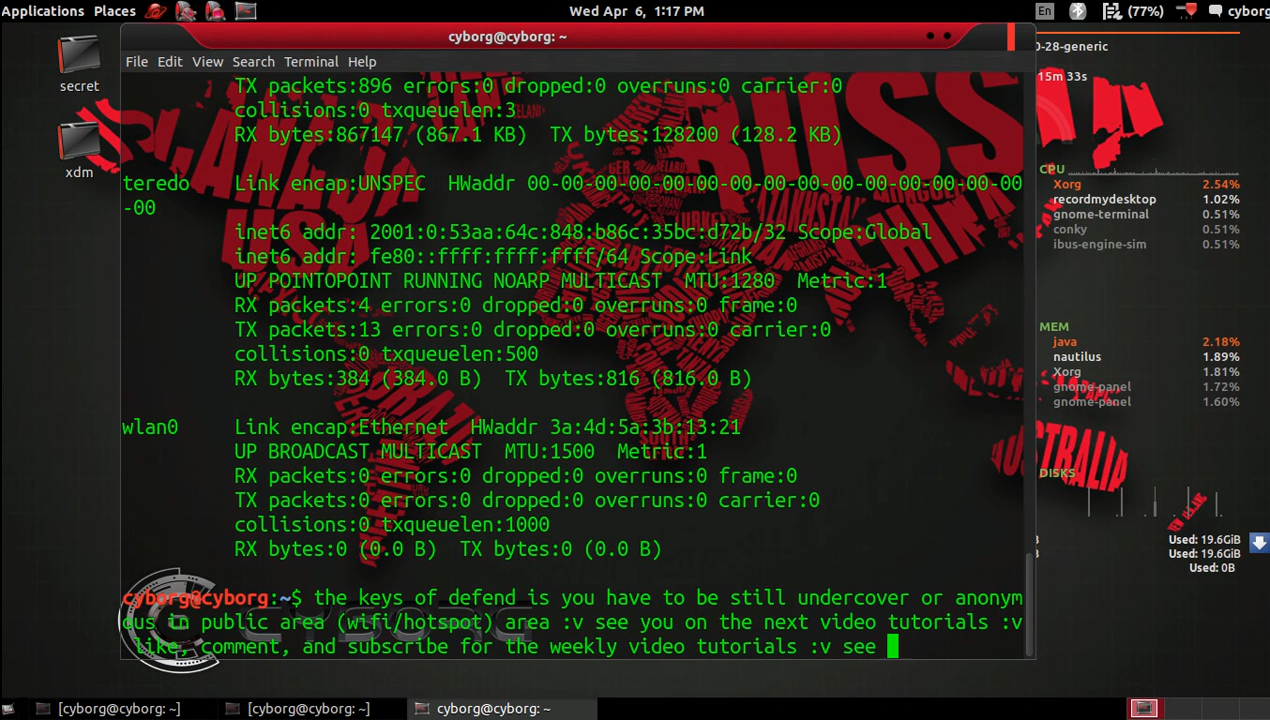 Applications Places Wed Apr 6, 1:17 PM En (77%) cyborg
cyborg@cyborg: ~
File Edit View Search Terminal Help
secret
xdm
TX packets:896 errors:0 dropped:0 overruns:0 carrier:0
collisions:0 txqueuelen:3
RX bytes:867147 (867.1 KB)  TX bytes:128200 (128.2 KB)
teredo Link encap:UNSPEC  HWaddr 00-00-00-00-00-00-00-00-00-00-00-00-00-00-00
-00
inet6 addr: 2001:0:53aa:64c:848:b86c:35bc:d72b/32 Scope:Global
inet6 addr: fe80::ffff:ffff:ffff/64 Scope:Link
UP POINTOPOINT RUNNING NOARP MULTICAST  MTU:1280  Metric:1
RX packets:4 errors:0 dropped:0 overruns:0 frame:0
TX packets:13 errors:0 dropped:0 overruns:0 carrier:0
collisions:0 txqueuelen:500
RX bytes:384 (384.0 B)  TX bytes:816 (816.0 B)
wlan0 Link encap:Ethernet  HWaddr 3a:4d:5a:3b:13:21
UP BROADCAST MULTICAST  MTU:1500  Metric:1
RX packets:0 errors:0 dropped:0 overruns:0 frame:0
TX packets:0 errors:0 dropped:0 overruns:0 carrier:0
collisions:0 txqueuelen:1000
RX bytes:0 (0.0 B)  TX bytes:0 (0.0 B)
cyborg@cyborg:~$ the keys of defend is you have to be still undercover or anonym
ous in public area (wifi/hotspot) area :v see you on the next video tutorials :v
like, comment, and subscribe for the weekly video tutorials :v see
CYBORG
0-28-generic
15m 33s
CPU
Xorg 2.54%
recordmydesktop 1.02%
gnome-terminal 0.51%
conky 0.51%
ibus-engine-sim 0.51%
MEM
java 2.18%
nautilus 1.89%
Xorg 1.81%
gnome-panel 1.72%
gnome-panel 1.60%
DISKS
Used: 19.6GiB
Used: 19.6GiB
Used: 0B
RUSS
CHINA
USA
AUSTRALIA
[cyborg@cyborg: ~] [cyborg@cyborg: ~] cyborg@cyborg: ~